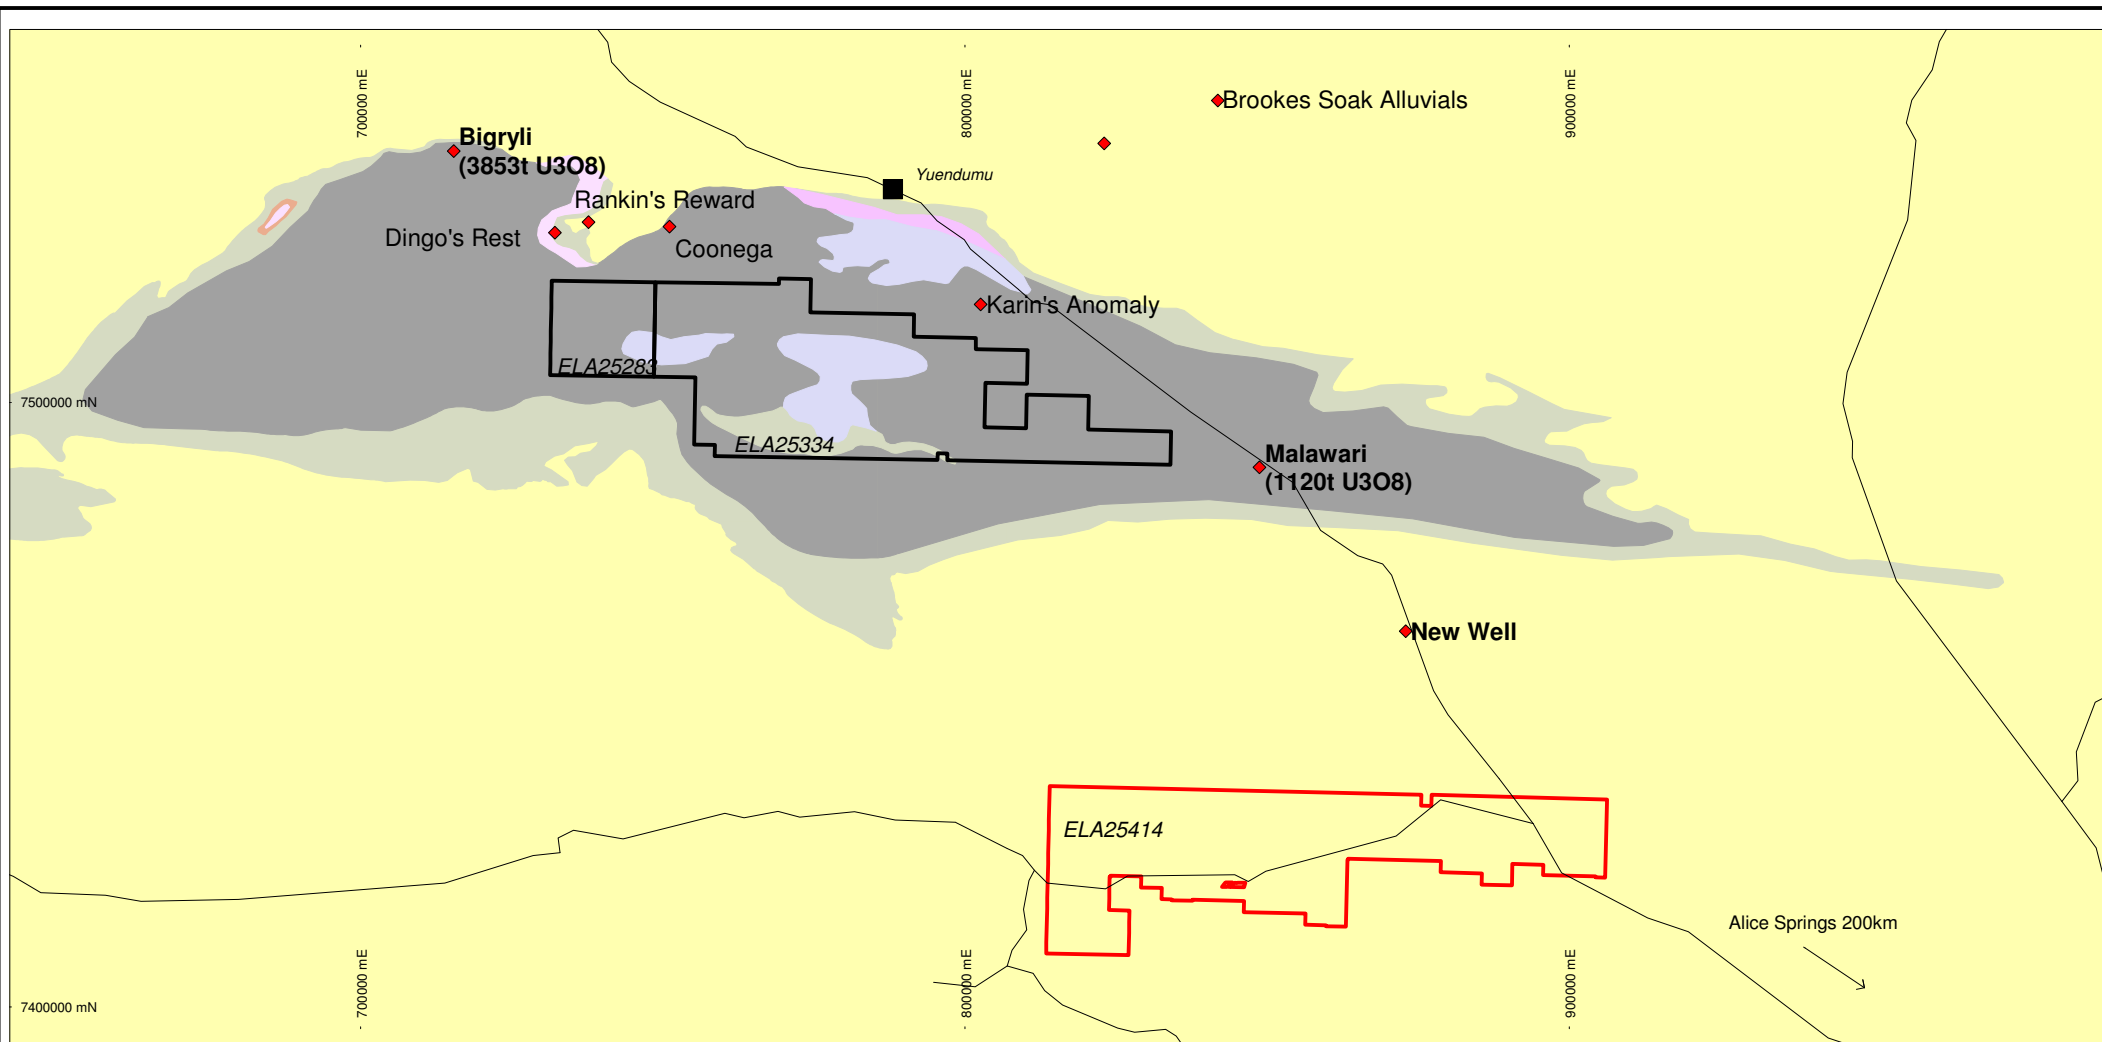 700000 mE
800000 mE
900000 mE
Brookes Soak Alluvials
Bigryli
(3853t U3O8)
Yuendumu
Rankin's Reward
Dingo's Rest
Coonega
Karin's Anomaly
ELA25283
7500000 mN
ELA25334
Malawari
(1120t U3O8)
New Well
ELA25414
Alice Springs 200km
7400000 mN
700000 mE
800000 mE
900000 mE